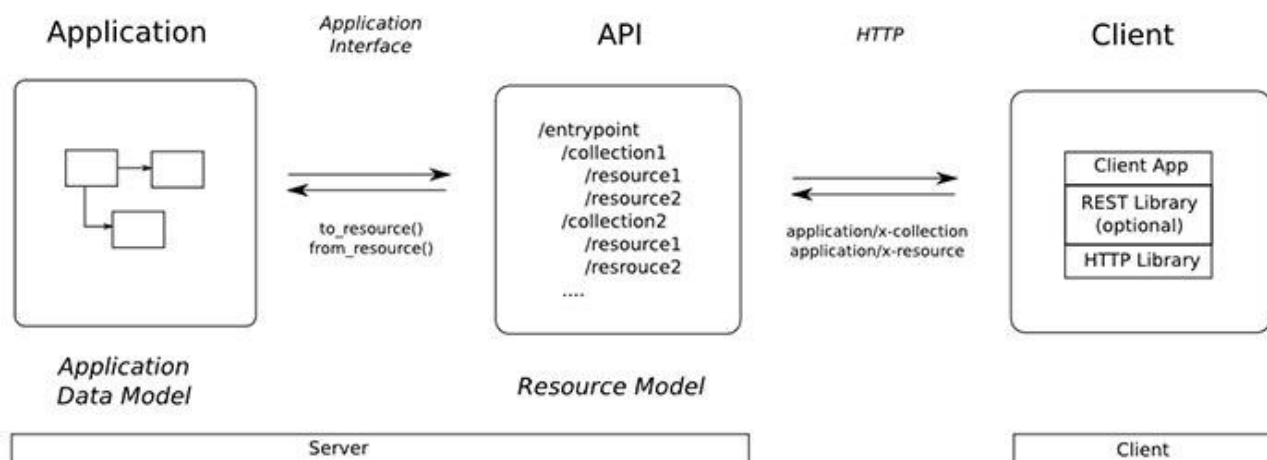 Application
Application
Interface
API
HTTP
Client
/entrypoint
/collection1
/resource1
/resource2
/collection2
/resource1
/resrouce2
....
to_resource()
from_resource()
application/x-collection
application/x-resource
Client App
REST Library
(optional)
HTTP Library
Application
Data Model
Resource Model
Server
Client